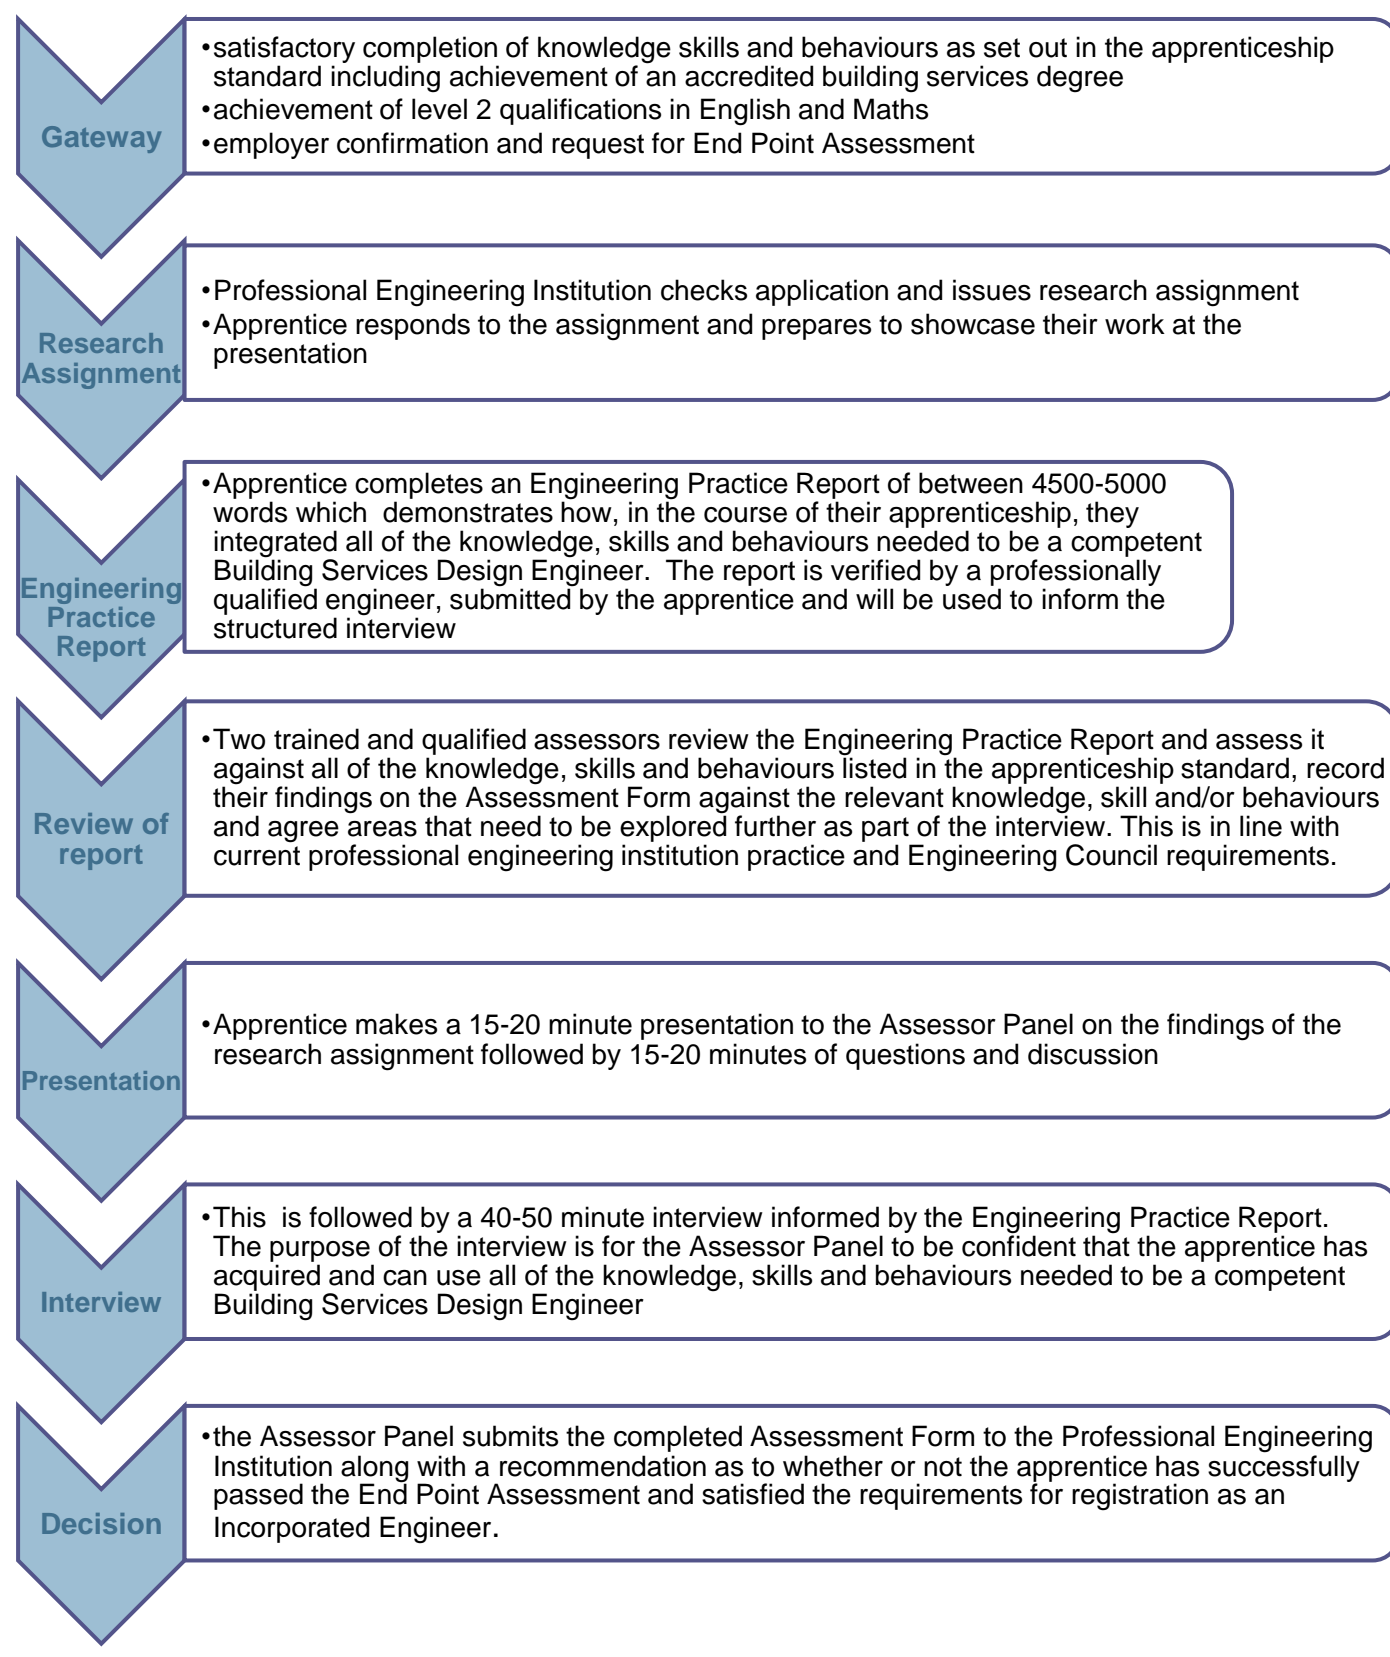 Gateway
•satisfactory completion of knowledge skills and behaviours as set out in the apprenticeship
standard including achievement of an accredited building services degree
•achievement of level 2 qualifications in English and Maths
•employer confirmation and request for End Point Assessment
Research
Assignment
•Professional Engineering Institution checks application and issues research assignment
•Apprentice responds to the assignment and prepares to showcase their work at the
presentation
Engineering
Practice
Report
•Apprentice completes an Engineering Practice Report of between 4500-5000
words which  demonstrates how, in the course of their apprenticeship, they
integrated all of the knowledge, skills and behaviours needed to be a competent
Building Services Design Engineer.  The report is verified by a professionally
qualified engineer, submitted by the apprentice and will be used to inform the
structured interview
Review of
report
•Two trained and qualified assessors review the Engineering Practice Report and assess it
against all of the knowledge, skills and behaviours listed in the apprenticeship standard, record
their findings on the Assessment Form against the relevant knowledge, skill and/or behaviours
and agree areas that need to be explored further as part of the interview. This is in line with
current professional engineering institution practice and Engineering Council requirements.
Presentation
•Apprentice makes a 15-20 minute presentation to the Assessor Panel on the findings of the
research assignment followed by 15-20 minutes of questions and discussion
Interview
•This  is followed by a 40-50 minute interview informed by the Engineering Practice Report.
The purpose of the interview is for the Assessor Panel to be confident that the apprentice has
acquired and can use all of the knowledge, skills and behaviours needed to be a competent
Building Services Design Engineer
Decision
•the Assessor Panel submits the completed Assessment Form to the Professional Engineering
Institution along with a recommendation as to whether or not the apprentice has successfully
passed the End Point Assessment and satisfied the requirements for registration as an
Incorporated Engineer.